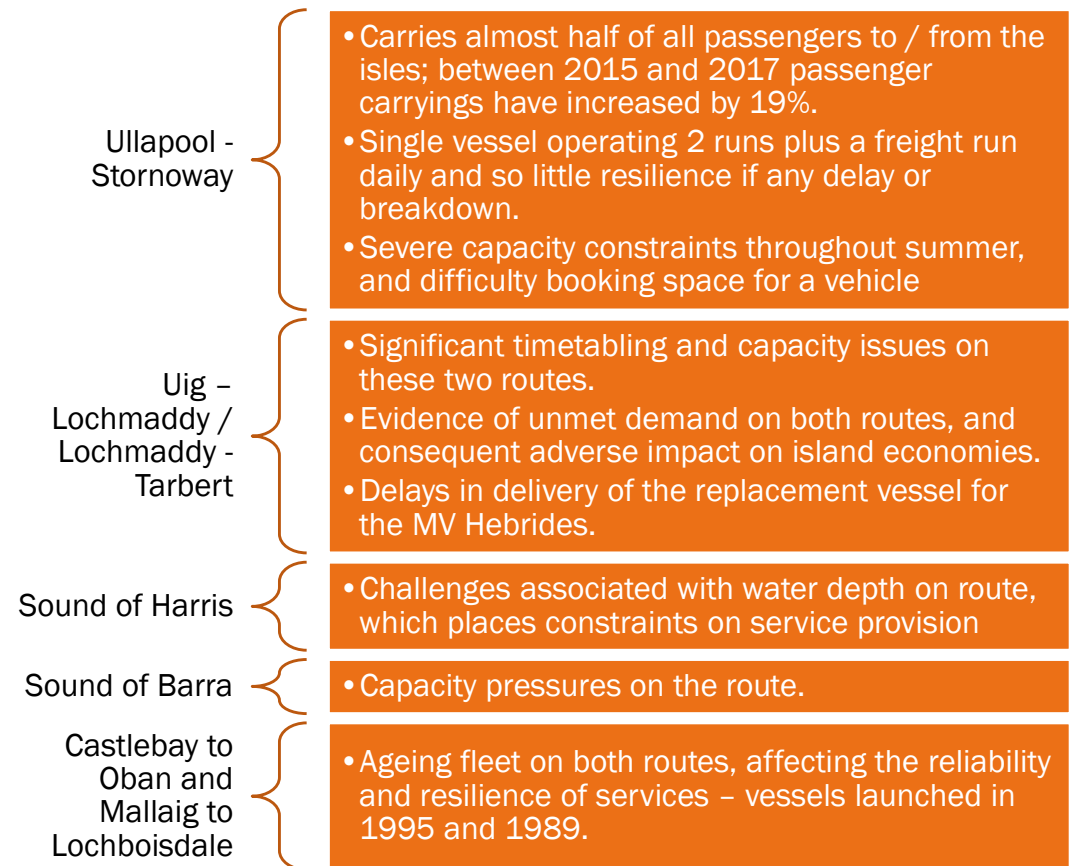 Ullapool -
Stornoway
•Carries almost half of all passengers to / from the
isles; between 2015 and 2017 passenger
carryings have increased by 19%.
•Single vessel operating 2 runs plus a freight run
daily and so little resilience if any delay or
breakdown.
•Severe capacity constraints throughout summer,
and difficulty booking space for a vehicle
Uig –
Lochmaddy /
Lochmaddy -
Tarbert
•Significant timetabling and capacity issues on
these two routes.
•Evidence of unmet demand on both routes, and
consequent adverse impact on island economies.
•Delays in delivery of the replacement vessel for
the MV Hebrides.
Sound of Harris
•Challenges associated with water depth on route,
which places constraints on service provision
Sound of Barra
•Capacity pressures on the route.
Castlebay to
Oban and
Mallaig to
Lochboisdale
•Ageing fleet on both routes, affecting the reliability
and resilience of services – vessels launched in
1995 and 1989.